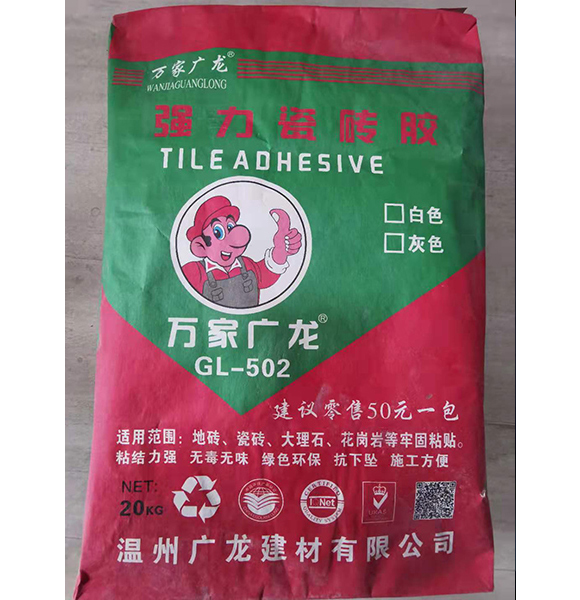 万家广龙®
WANJIAGUANGLONG
强力瓷砖胶
TILEADHESIVE
白色
灰色
万家广龙®
GL-502
建议零售50元一包
适用范围：地砖、瓷砖、大理石、花岗岩等牢固粘贴。
粘结力强 无毒无味 绿色环保 抗下坠 施工方便
NET:
20KG
Net
UKAS
温州广龙建材有限公司